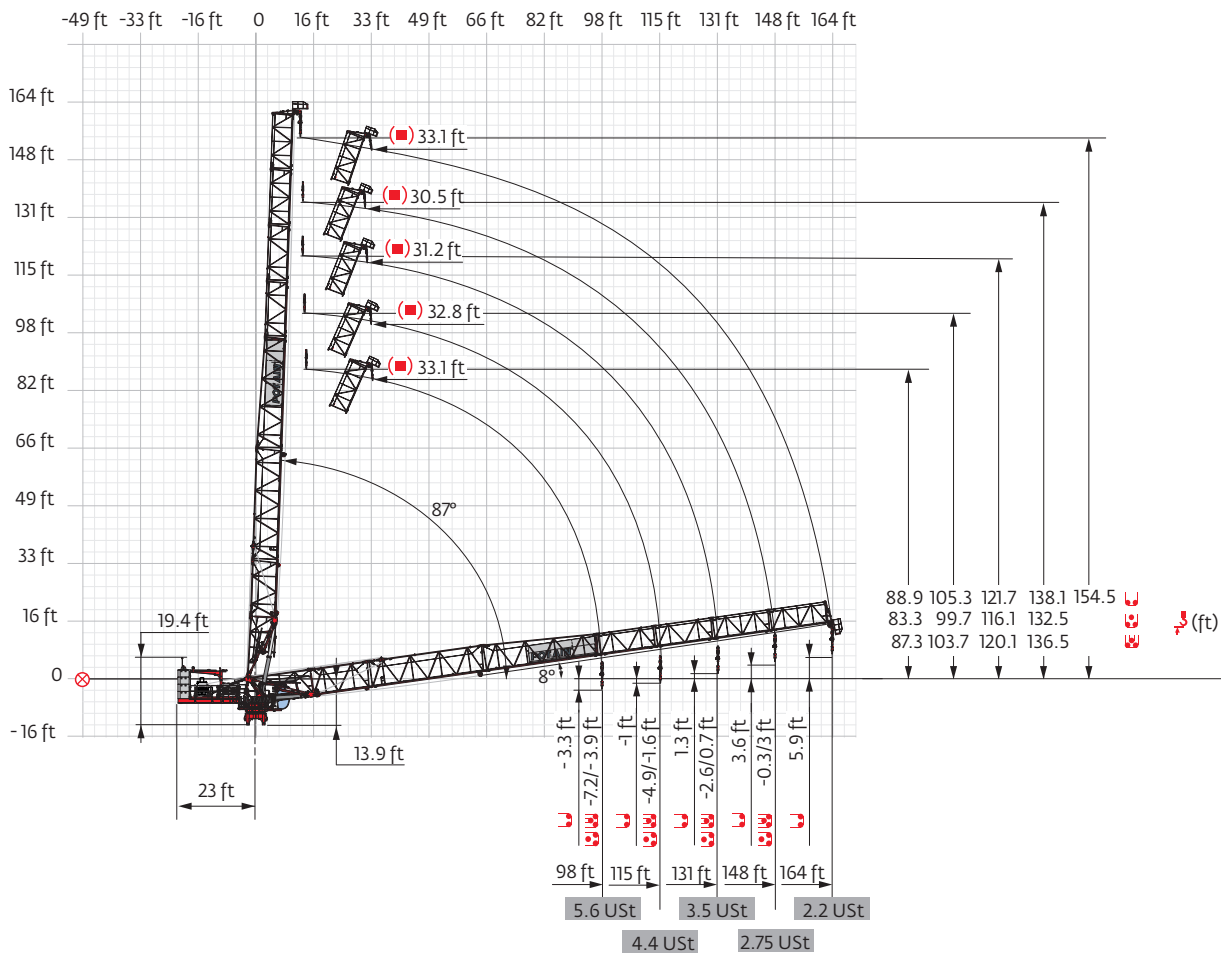 -49 ft -33 ft -16 ft 0 16 ft 33 ft 49 ft 66 ft 82 ft 98 ft 115 ft 131 ft 148 ft 164 ft
164 ft
33.1 ft
148 ft
30.5 ft
131 ft
31.2 ft
115 ft
32.8 ft
98 ft
33.1 ft
82 ft
66 ft
87°
49 ft
33 ft
88.9 105.3 121.7 138.1 154.5
16 ft
19.4 ft
83.3 99.7 116.1 132.5
(ft)
87.3 103.7 120.1 136.5
0
8°
-16 ft
13.9 ft
- 3.3 ft
-7.2/- 3.9 ft
-1 ft
-4.9/-1.6 ft
1.3 ft
-2.6/0.7 ft
3.6 ft
-0.3/3 ft
5.9 ft
23 ft
98 ft 115 ft 131 ft 148 ft 164 ft
5.6 USt 3.5 USt 2.2 USt
4.4 USt 2.75 USt